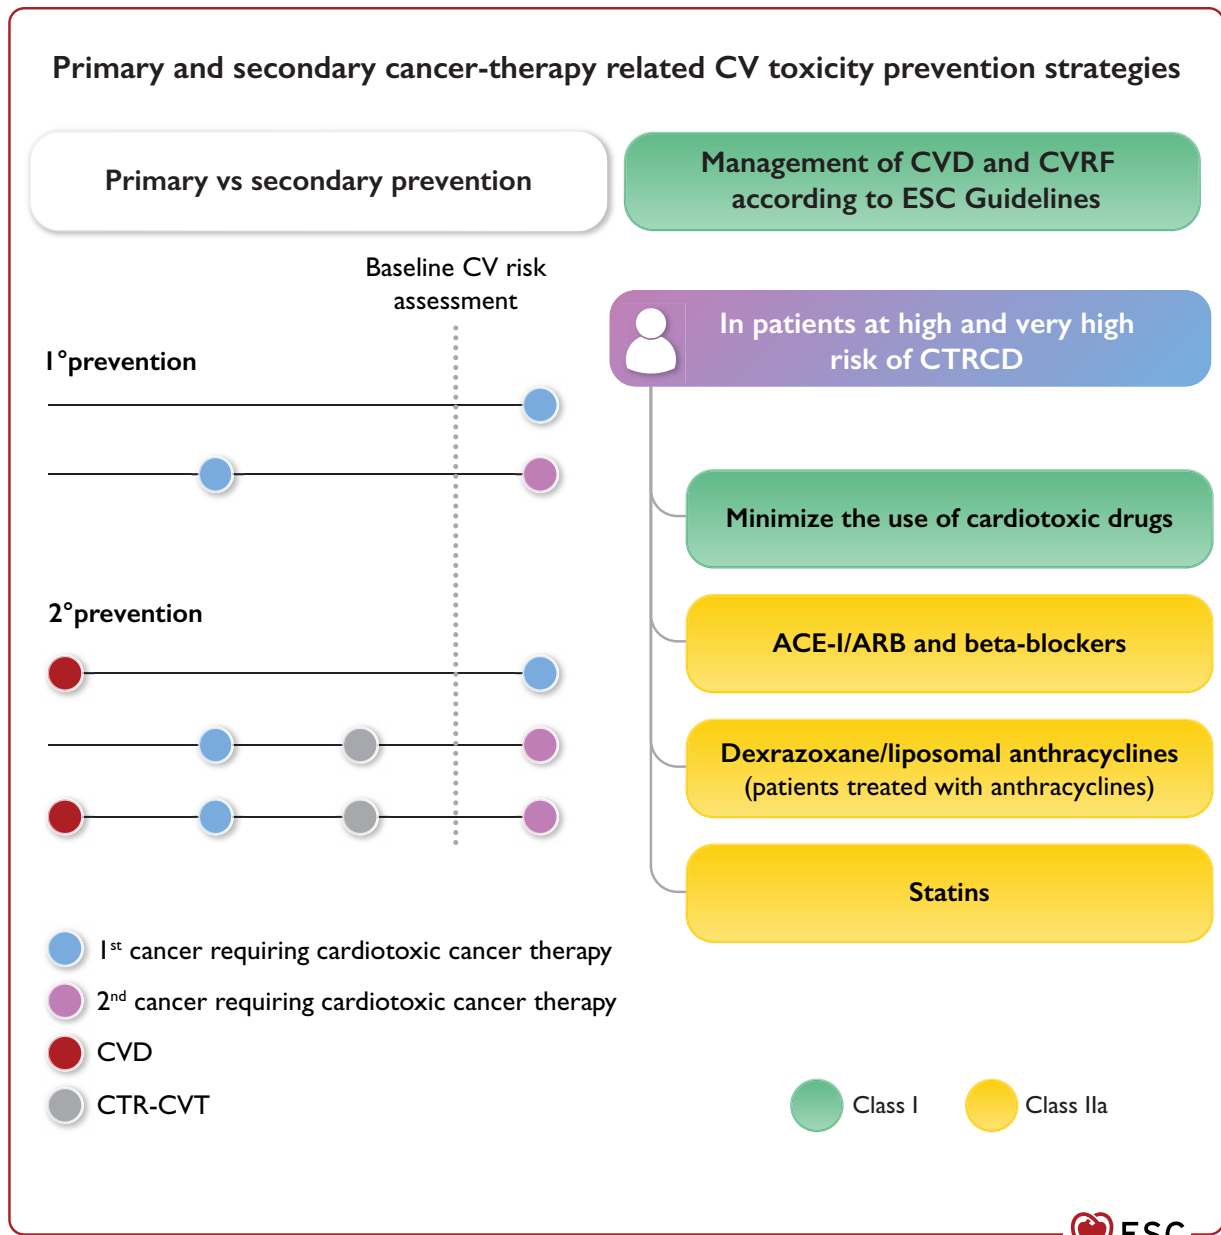 Primary and secondary cancer-therapy related CV toxicity prevention strategies
Primary vs secondary prevention
Baseline CV risk
assessment
1°prevention
2°prevention
1st cancer requiring cardiotoxic cancer therapy
2nd cancer requiring cardiotoxic cancer therapy
CVD
CTR-CVT
Management of CVD and CVRF
according to ESC Guidelines
In patients at high and very high
risk of CTRCD
Minimize the use of cardiotoxic drugs
ACE-I/ARB and beta-blockers
Dexrazoxane/liposomal anthracyclines
(patients treated with anthracyclines)
Statins
Class I
Class IIa
ESC